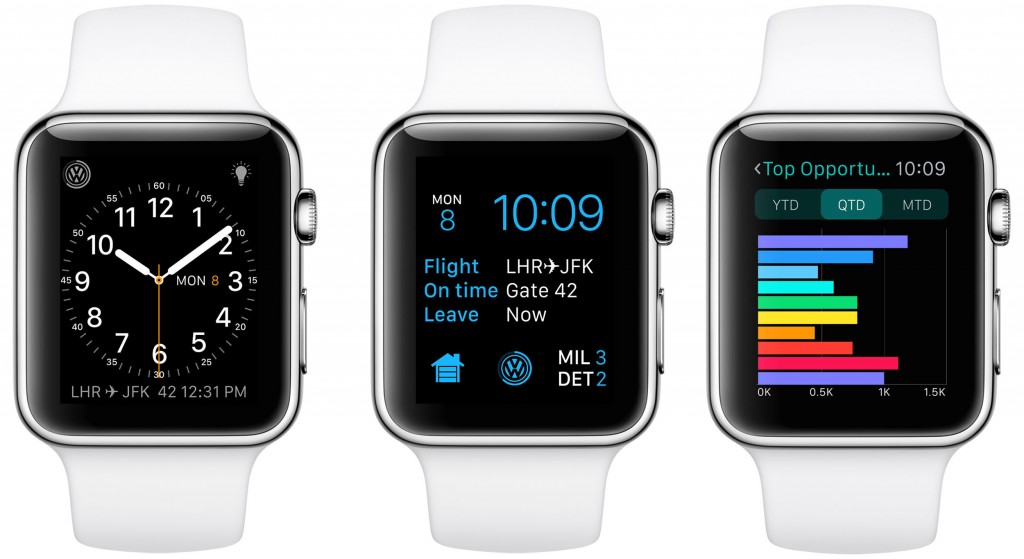 60
55 05
11 12 1
10 2
10
45 9 MON 8 3 15
8 4
40 20
7 6 5
35 30 25
LHR✈JFK 42 12:31 PM
MON
8
10:09
Flight LHR✈JFK
On time Gate 42
Leave Now
MIL 3
DET 2
<Top Opportu... 10:09
YTD QTD MTD
0K 0.5K 1K 1.5K